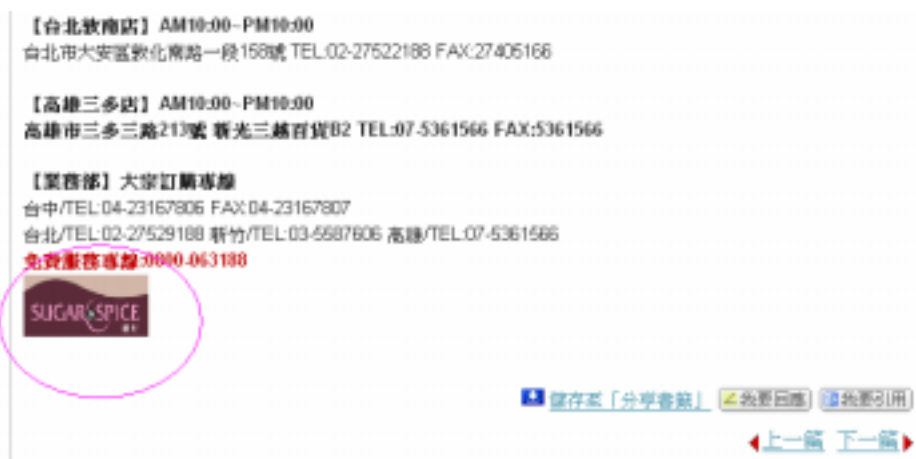 【台北敦南店】AM10:00~PM10:00
台北市大安區敦化南路一段158號 TEL:02-27522188 FAX:27405166
【高雄三多店】AM10:00~PM10:00
高雄市三多三路213號 新光三越百貨B2 TEL:07-5361566 FAX:5361566
【業務部】大宗訂購專線
台中/TEL:04-23167806 FAX:04-23167807
台北/TEL:02-27529188 新竹/TEL:03-5587606 高雄/TEL:07-5361566
免費服務專線:0800-063188
SUGAR&SPICE
儲存至「分享書籤」 我要回應 我要引用
上一篇 下一篇